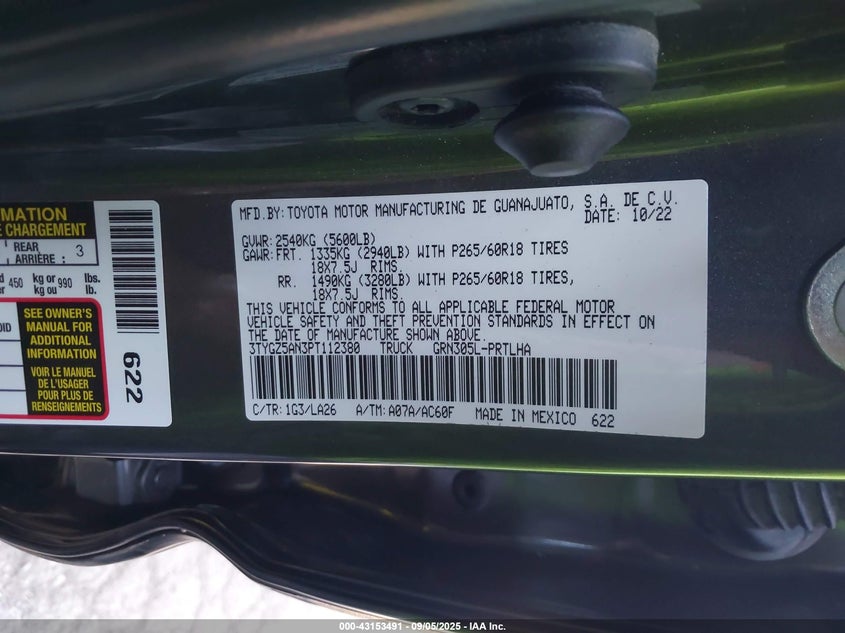 MFD.BY:TOYOTA MOTOR MANUFACTURING DE GUANAJUATO, S.A. DE C.V.
DATE: 10/22
GVWR:2540KG (5600LB)
GAWR:FRT. 1335KG (2940LB) WITH P265/60R18 TIRES
18X7.5J RIMS.
RR. 1490KG (3280LB) WITH P265/60R18 TIRES,
18X7.5J RIMS.
THIS VEHICLE CONFORMS TO ALL APPLICABLE FEDERAL MOTOR
VEHICLE SAFETY AND THEFT PREVENTION STANDARDS IN EFFECT ON
THE DATE OF MANUFACTURE SHOWN ABOVE.
3TYGZ5AN3PT112380 TRUCK GRN305L-PRTLHA
C/TR:1G3/LA26 A/TM:A07A/AC60F MADE IN MEXICO 622
CHARGEMENT
REAR
ARRIÈRE : 3
450 kg or 990 lbs.
kg ou lb.
SEE OWNER'S
MANUAL FOR
ADDITIONAL
INFORMATION
VOIR LE MANUEL
DE L'USAGER
POUR PLUS DE
RENSEIGNEMENTS
622
000-43153491 - 09/05/2025 - IAA Inc.